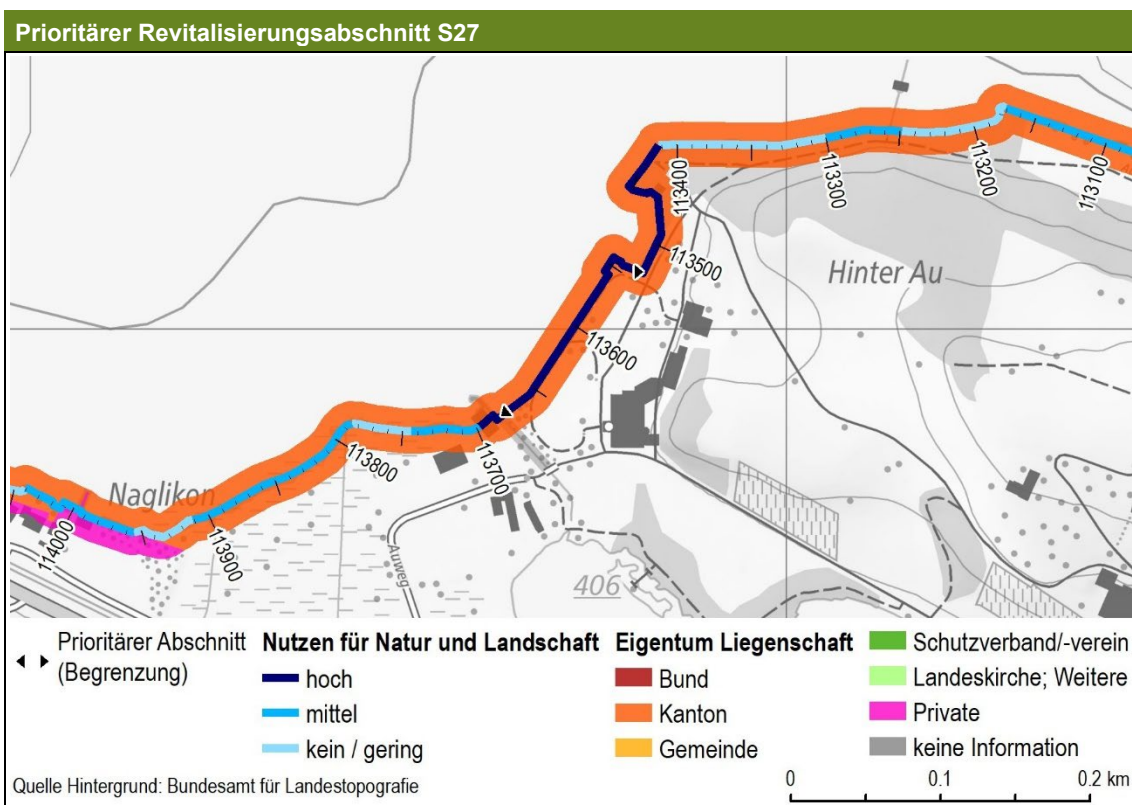 Prioritärer Revitalisierungsabschnitt S27
113400
113300
113200
113100
113500
Hinter Au
113600
113800
113700
Naglikon
114000
113900
Auweg
406
Prioritärer Abschnitt
(Begrenzung)
Nutzen für Natur und Landschaft
hoch
mittel
kein / gering
Eigentum Liegenschaft
Bund
Kanton
Gemeinde
Schutzverband/-verein
Landeskirche; Weitere
Private
keine Information
Quelle Hintergrund: Bundesamt für Landestopografie
0 0.1 0.2 km